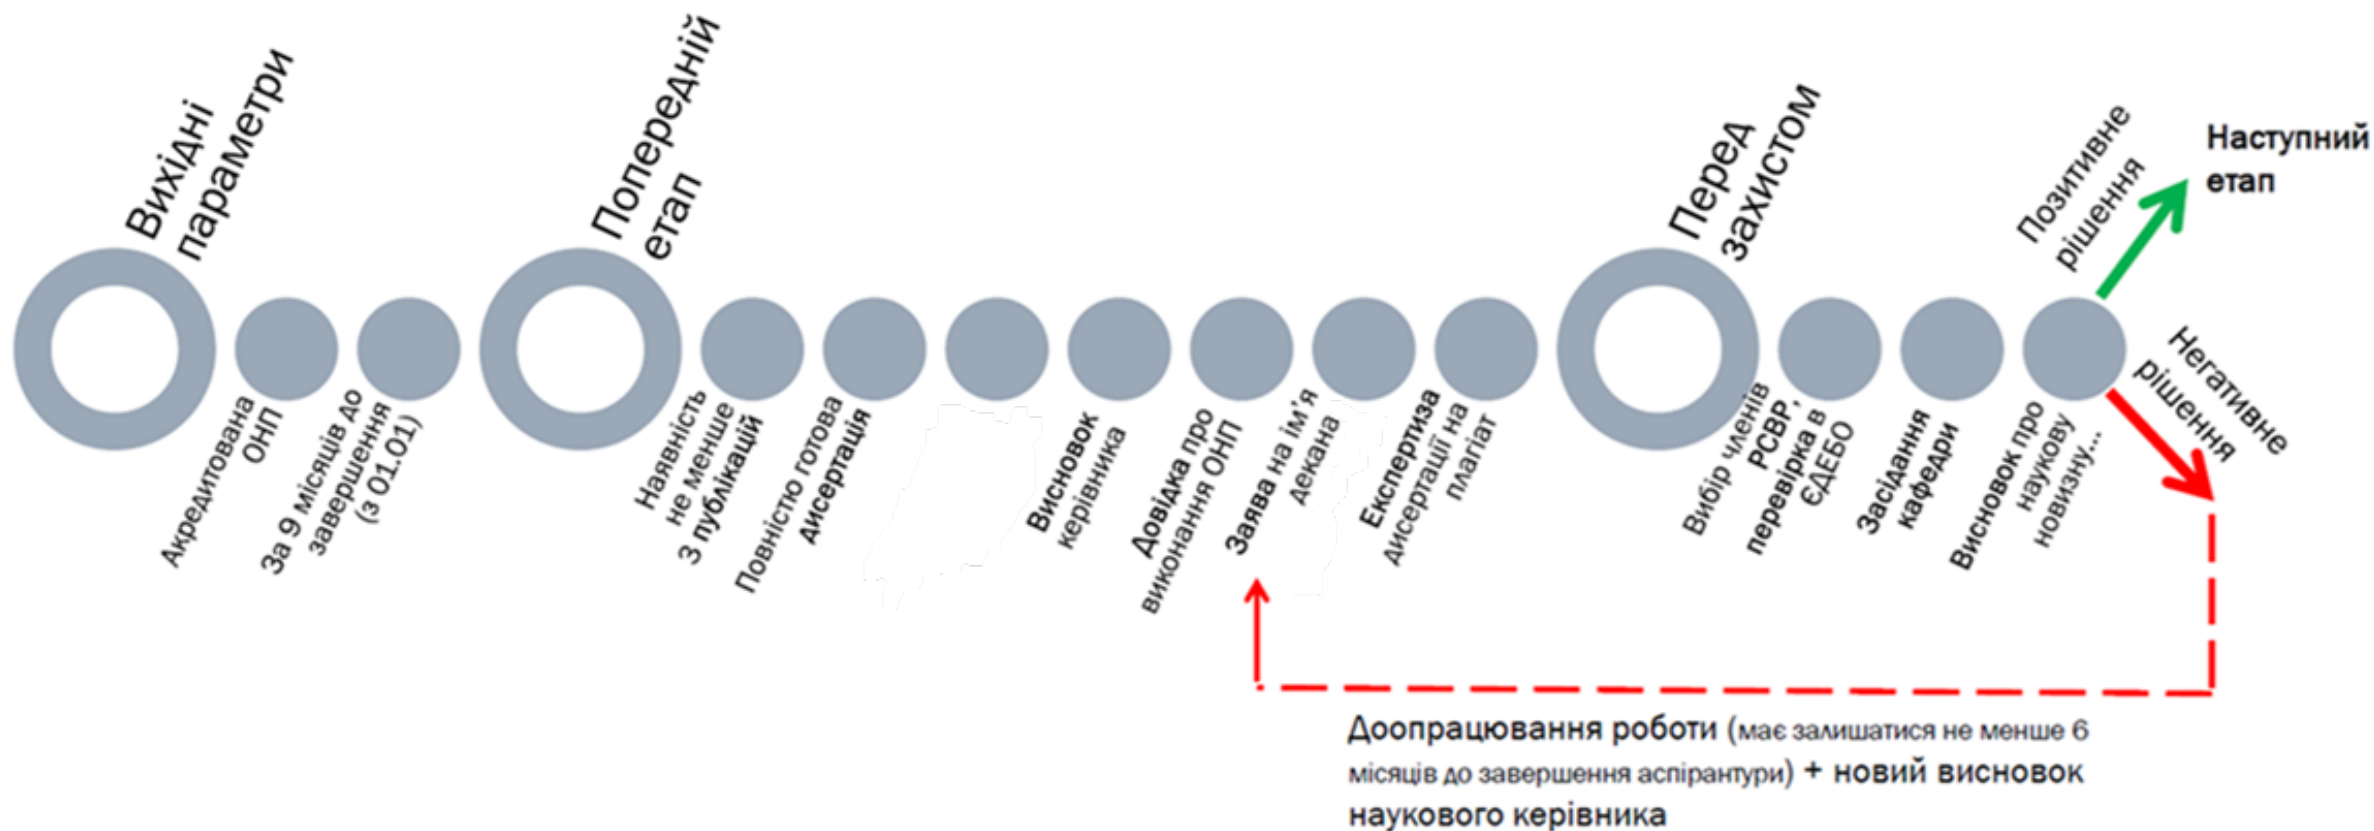 Вихідні
параметри
Акредитована
ОНП
За 9 місяців до
завершення
(з 01.01)
Попередній
етап
Наявність
не менше
3 публікацій
Повністю готова
дисертація
Висновок
керівника
Довідка про
виконання ОНП
Заява на ім’я
декана
Експертиза
дисертації на
плагіат
Перед
захистом
Вибір членів
РСВР,
перевірка в
ЄДЕБО
Засідання
кафедри
Висновок про
наукову
новизну...
Позитивне
рішення
Наступний
етап
Негативне
рішення
Доопрацювання роботи (має залишатися не менше 6
місяців до завершення аспірантури) + новий висновок
наукового керівника